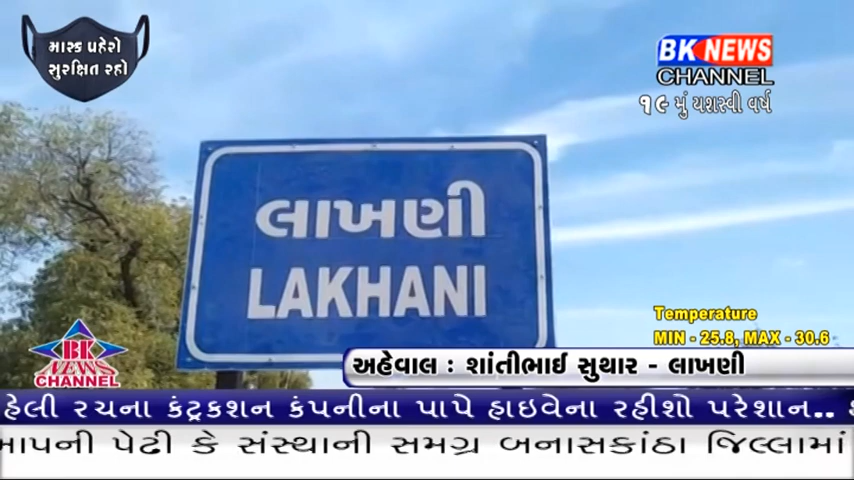 માસ્ક પહેરો
સુરક્ષિત રહો
BK NEWS
CHANNEL
૧૯ મું યશસ્વી વર્ષ
લાખણી
LAKHANI
Temperature
MIN - 25.8, MAX - 30.6
BK
NEWS
CHANNEL
અહેવાલ : શાંતીભાઈ સુથાર - લાખણી
હેલી રચના કંટ્રકશન કંપનીના પાપે હાઇવેના રહીશો પરેશાન..
આપની પેઢી કે સંસ્થાની સમગ્ર બનાસકાંઠા જિલ્લામાં